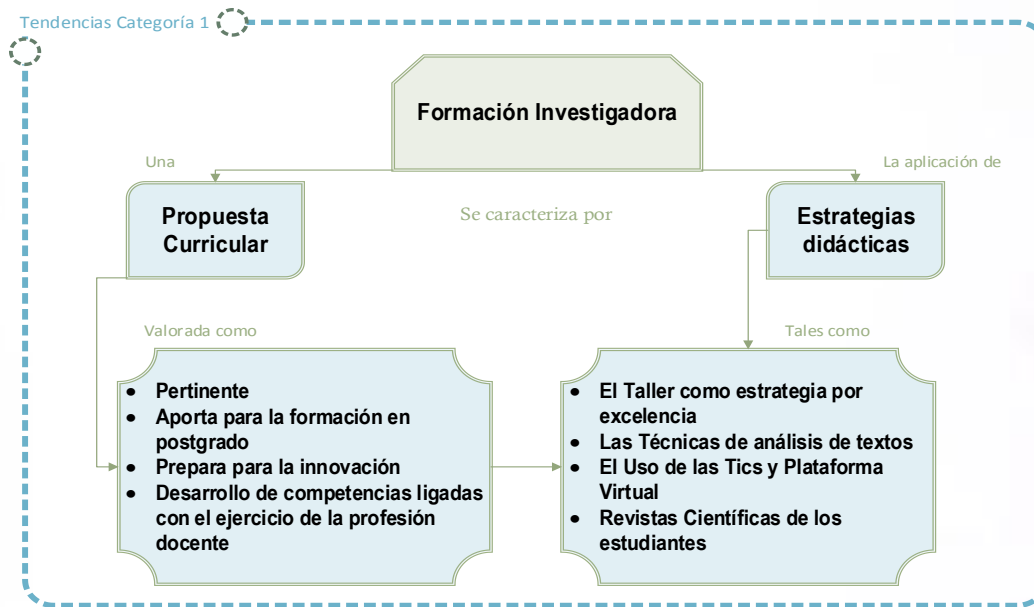 Tendencias Categoría 1
Formación Investigadora
Una
La aplicación de
Propuesta
Curricular
Se caracteriza por
Estrategias
didácticas
Valorada como
Tales como
• Pertinente
• Aporta para la formación en
postgrado
• Prepara para la innovación
• Desarrollo de competencias ligadas
con el ejercicio de la profesión
docente
• El Taller como estrategia por
excelencia
• Las Técnicas de análisis de textos
• El Uso de las Tics y Plataforma
Virtual
• Revistas Científicas de los
estudiantes